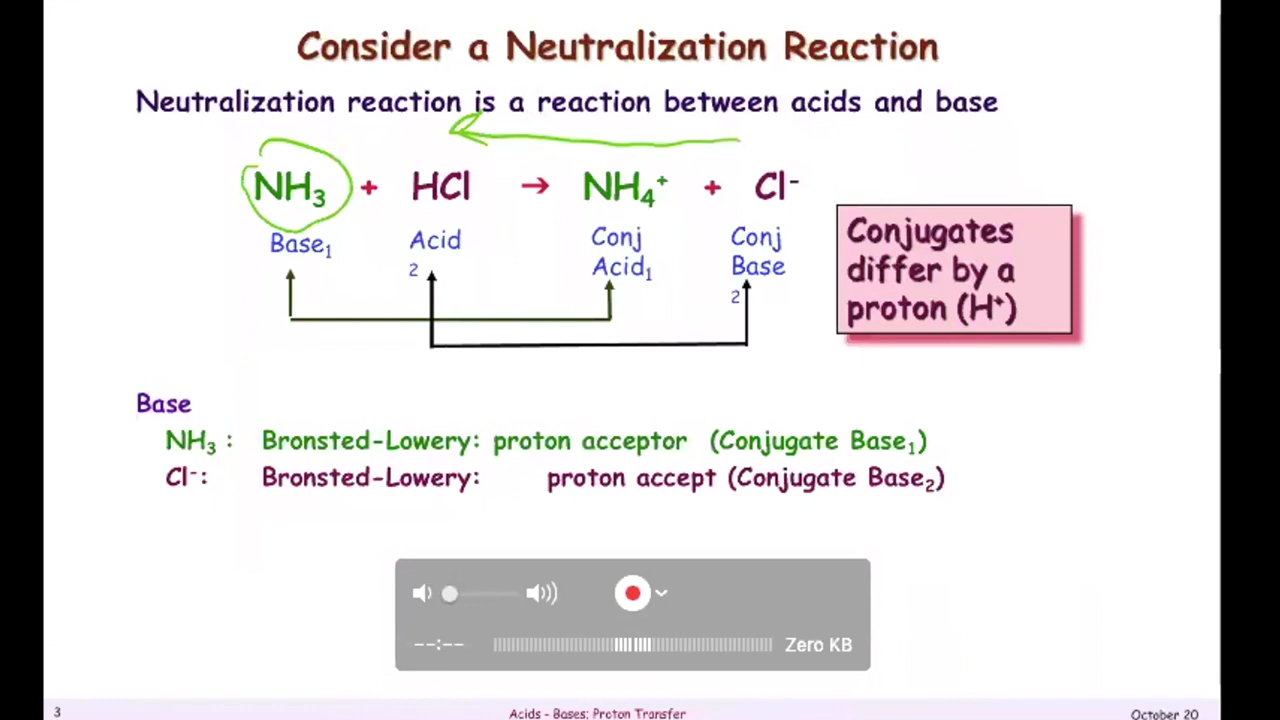 Consider a Neutralization Reaction
Neutralization reaction is a reaction between acids and base
NH₃ + HCl → NH₄⁺ + Cl⁻
Base₁ Acid₂ Conj Acid₁ Conj Base₂
Conjugates
differ by a
proton (H⁺)
Base
NH₃ : Bronsted-Lowery: proton acceptor (Conjugate Base₁)
Cl⁻: Bronsted-Lowery: proton accept (Conjugate Base₂)
--:-- Zero KB
3 Acids - Bases; Proton Transfer October 20